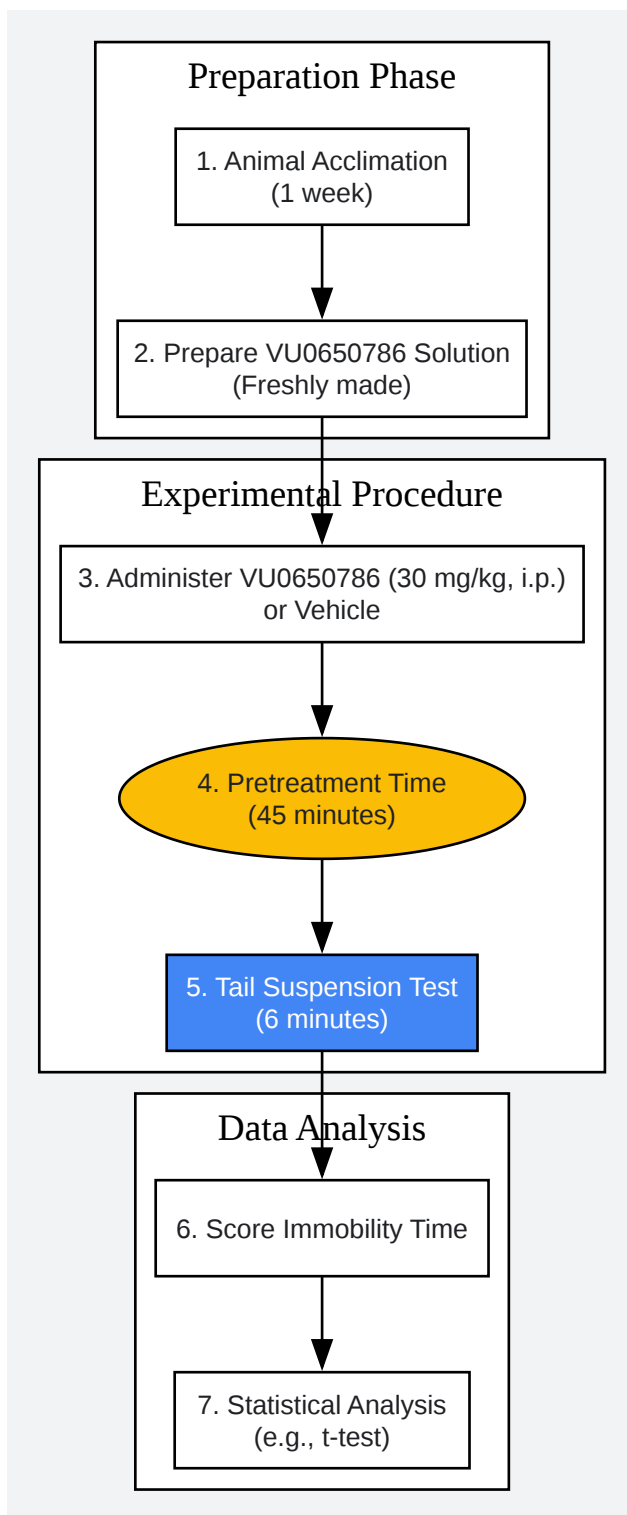 Preparation Phase
1. Animal Acclimation
(1 week)
2. Prepare VU0650786 Solution
(Freshly made)
Experimental Procedure
3. Administer VU0650786 (30 mg/kg, i.p.)
or Vehicle
4. Pretreatment Time
(45 minutes)
5. Tail Suspension Test
(6 minutes)
Data Analysis
6. Score Immobility Time
7. Statistical Analysis
(e.g., t-test)